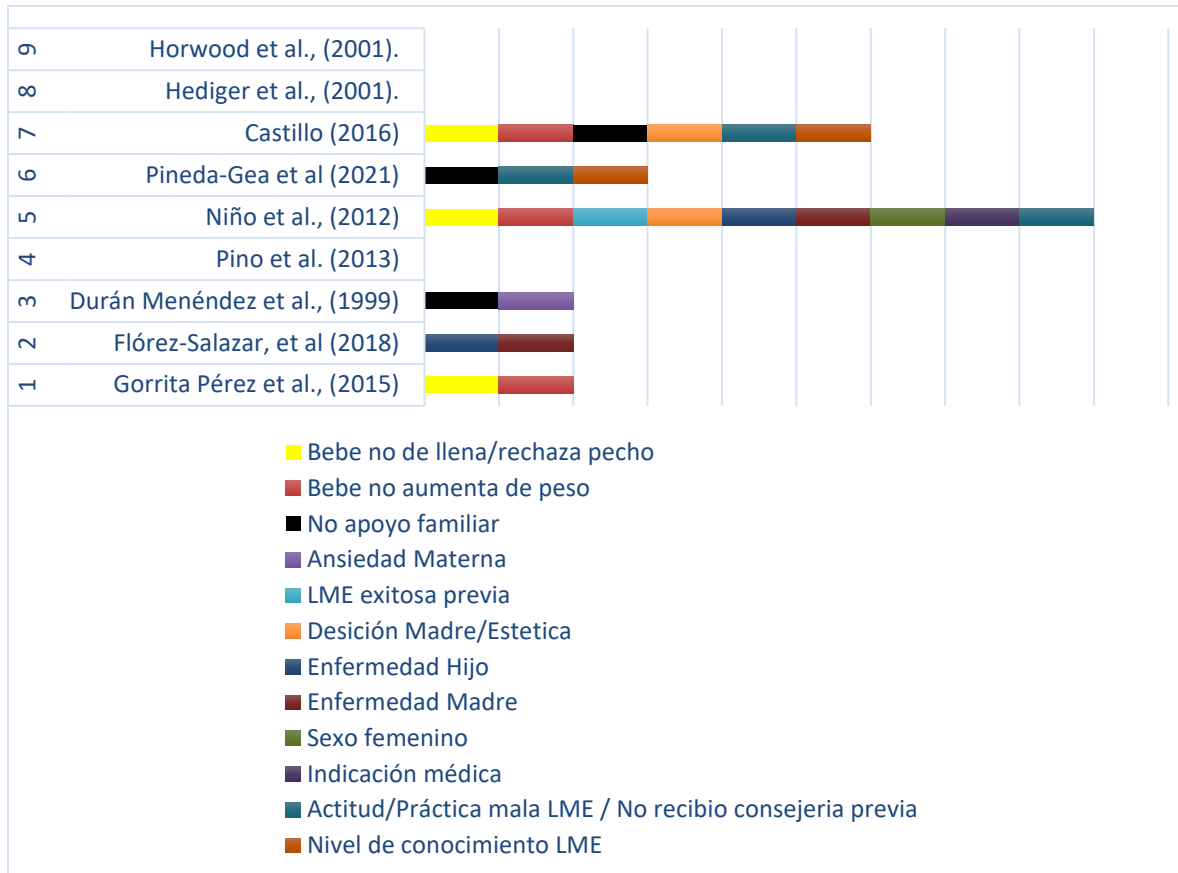 9 Horwood et al., (2001).
8 Hediger et al., (2001).
7 Castillo (2016)
6 Pineda-Gea et al (2021)
5 Niño et al., (2012)
4 Pino et al. (2013)
3 Durán Menéndez et al., (1999)
2 Flórez-Salazar, et al (2018)
1 Gorrita Pérez et al., (2015)
Bebe no de llena/rechaza pecho
Bebe no aumenta de peso
No apoyo familiar
Ansiedad Materna
LME exitosa previa
Desición Madre/Estetica
Enfermedad Hijo
Enfermedad Madre
Sexo femenino
Indicación médica
Actitud/Práctica mala LME / No recibio consejeria previa
Nivel de conocimiento LME